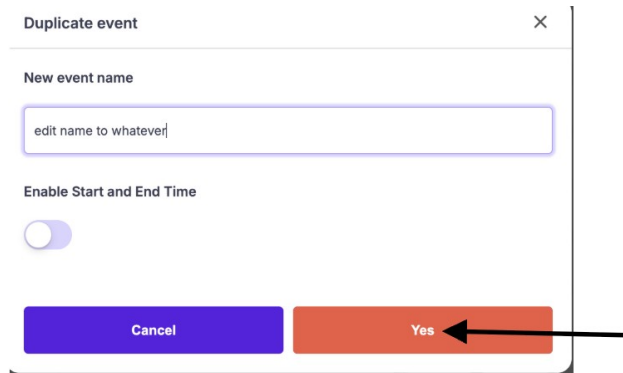 Duplicate event
New event name
edit name to whatever
Enable Start and End Time
Cancel
Yes